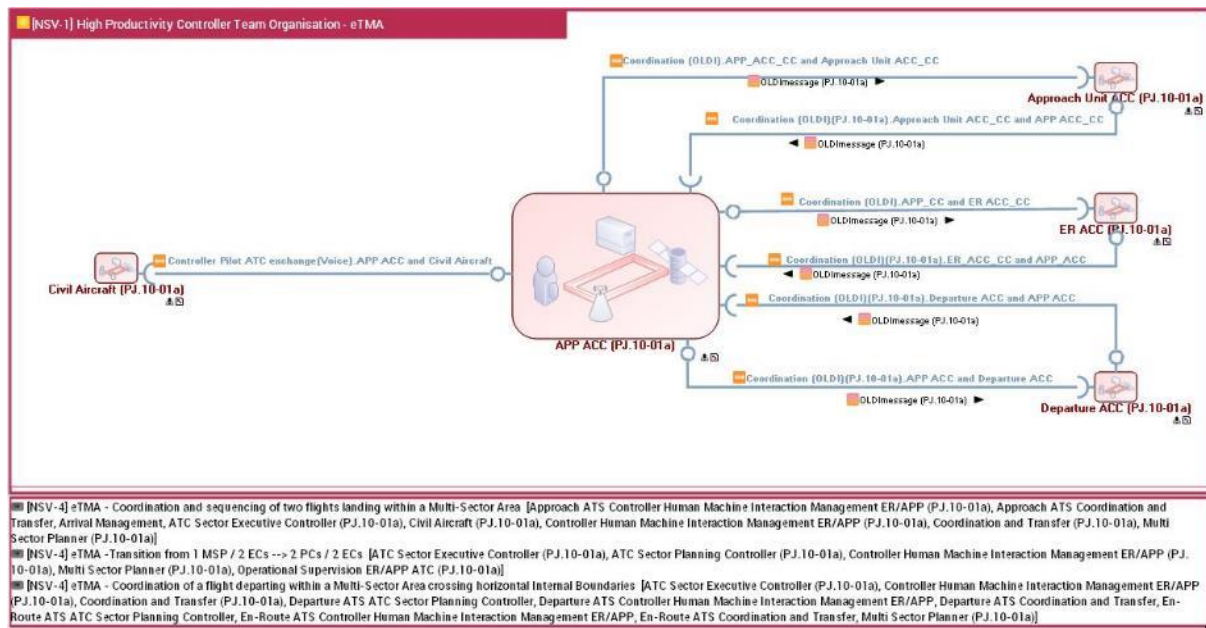 [NSV-1] High Productivity Controller Team Organisation - eTMA
Coordination (OLDI).APP_ACC_CC and Approach Unit ACC_CC
OLDImessage (PJ.10-01a)
Approach Unit ACC (PJ.10-01a)
Coordination (OLDI)(PJ.10-01a).Approach Unit ACC_CC and APP ACC_CC
OLDImessage (PJ.10-01a)
Coordination (OLDI).APP_CC and ER ACC_CC
OLDImessage (PJ.10-01a)
ER ACC (PJ.10-01a)
Controller Pilot ATC exchange(Voice).APP ACC and Civil Aircraft
Civil Aircraft (PJ.10-01a)
Coordination (OLDI)(PJ.10-01a).ER_ACC_CC and APP_ACC
OLDImessage (PJ.10-01a)
Coordination (OLDI)(PJ.10-01a).Departure ACC and APP ACC
OLDImessage (PJ.10-01a)
APP ACC (PJ.10-01a)
Coordination (OLDI)(PJ.10-01a).APP ACC and Departure ACC
OLDImessage (PJ.10-01a)
Departure ACC (PJ.10-01a)
[NSV-4] eTMA - Coordination and sequencing of two flights landing within a Multi-Sector Area [Approach ATS Controller Human Machine Interaction Management ER/APP (PJ.10-01a), Approach ATS Coordination and
Transfer, Arrival Management, ATC Sector Executive Controller (PJ.10-01a), Civil Aircraft (PJ.10-01a), Controller Human Machine Interaction Management ER/APP (PJ.10-01a), Coordination and Transfer (PJ.10-01a), Multi
Sector Planner (PJ.10-01a)]
[NSV-4] eTMA -Transition from 1 MSP / 2 ECs --> 2 PCs / 2 ECs [ATC Sector Executive Controller (PJ.10-01a), ATC Sector Planning Controller (PJ.10-01a), Controller Human Machine Interaction Management ER/APP (PJ.
10-01a), Multi Sector Planner (PJ.10-01a), Operational Supervision ER/APP ATC (PJ.10-01a)]
[NSV-4] eTMA - Coordination of a flight departing within a Multi-Sector Area crossing horizontal Internal Boundaries [ATC Sector Executive Controller (PJ.10-01a), Controller Human Machine Interaction Management ER/APP
(PJ.10-01a), Coordination and Transfer (PJ.10-01a), Departure ATS ATC Sector Planning Controller, Departure ATS Controller Human Machine Interaction Management ER/APP, Departure ATS Coordination and Transfer, En-
Route ATS ATC Sector Planning Controller, En-Route ATS Controller Human Machine Interaction Management ER/APP, En-Route ATS Coordination and Transfer, Multi Sector Planner (PJ.10-01a)]